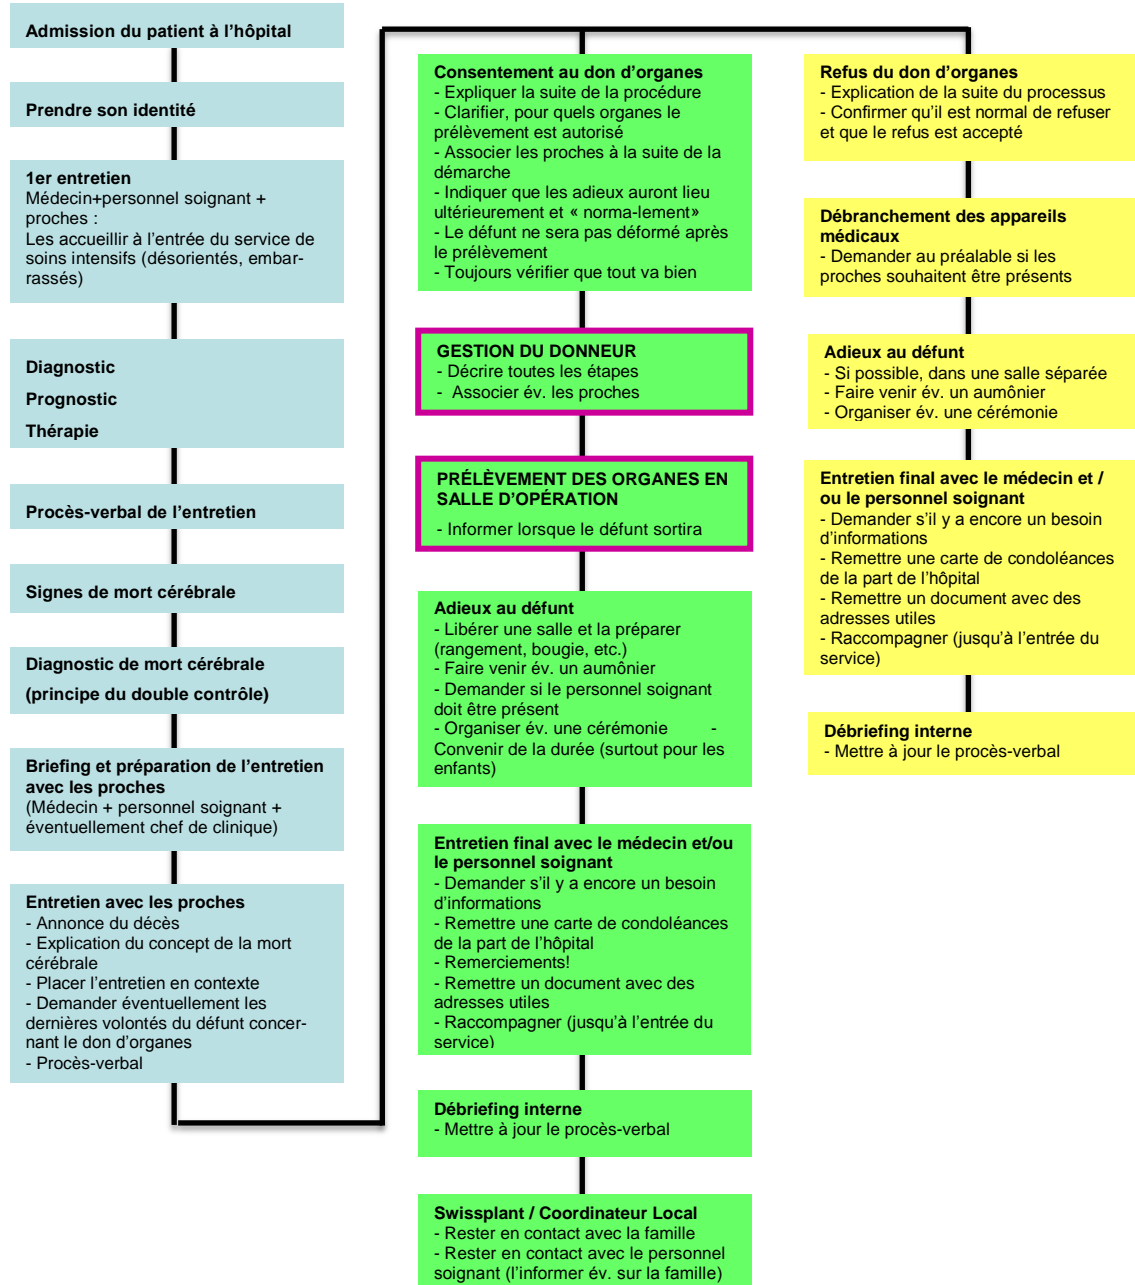 Admission du patient à l'hôpital
Prendre son identité
1er entretien
Médecin+personnel soignant +
proches :
Les accueillir à l'entrée du service de
soins intensifs (désorientés, embar-
rassés)
Diagnostic
Prognostic
Thérapie
Procès-verbal de l'entretien
Signes de mort cérébrale
Diagnostic de mort cérébrale
(principe du double contrôle)
Briefing et préparation de l'entretien
avec les proches
(Médecin + personnel soignant +
éventuellement chef de clinique)
Entretien avec les proches
- Annonce du décès
- Explication du concept de la mort
cérébrale
- Placer l'entretien en contexte
- Demander éventuellement les
dernières volontés du défunt concer-
nant le don d'organes
- Procès-verbal
Consentement au don d'organes
- Expliquer la suite de la procédure
- Clarifier, pour quels organes le
prélèvement est autorisé
- Associer les proches à la suite de la
démarche
- Indiquer que les adieux auront lieu
ultérieurement et « norma-lement»
- Le défunt ne sera pas déformé après
le prélèvement
- Toujours vérifier que tout va bien
GESTION DU DONNEUR
- Décrire toutes les étapes
- Associer év. les proches
PRÉLÈVEMENT DES ORGANES EN
SALLE D'OPÉRATION
- Informer lorsque le défunt sortira
Adieux au défunt
- Libérer une salle et la préparer
(rangement, bougie, etc.)
- Faire venir év. un aumônier
- Demander si le personnel soignant
doit être présent
- Organiser év. une cérémonie -
Convenir de la durée (surtout pour les
enfants)
Entretien final avec le médecin et/ou
le personnel soignant
- Demander s'il y a encore un besoin
d'informations
- Remettre une carte de condoléances
de la part de l'hôpital
- Remerciements!
- Remettre un document avec des
adresses utiles
- Raccompagner (jusqu'à l'entrée du
service)
Débriefing interne
- Mettre à jour le procès-verbal
Swissplant / Coordinateur Local
- Rester en contact avec la famille
- Rester en contact avec le personnel
soignant (l'informer év. sur la famille)
Refus du don d'organes
- Explication de la suite du processus
- Confirmer qu'il est normal de refuser
et que le refus est accepté
Débranchement des appareils
médicaux
- Demander au préalable si les
proches souhaitent être présents
Adieux au défunt
- Si possible, dans une salle séparée
- Faire venir év. un aumônier
- Organiser év. une cérémonie
Entretien final avec le médecin et /
ou le personnel soignant
- Demander s'il y a encore un besoin
d'informations
- Remettre une carte de condoléances
de la part de l'hôpital
- Remettre un document avec des
adresses utiles
- Raccompagner (jusqu'à l'entrée du
service)
Débriefing interne
- Mettre à jour le procès-verbal